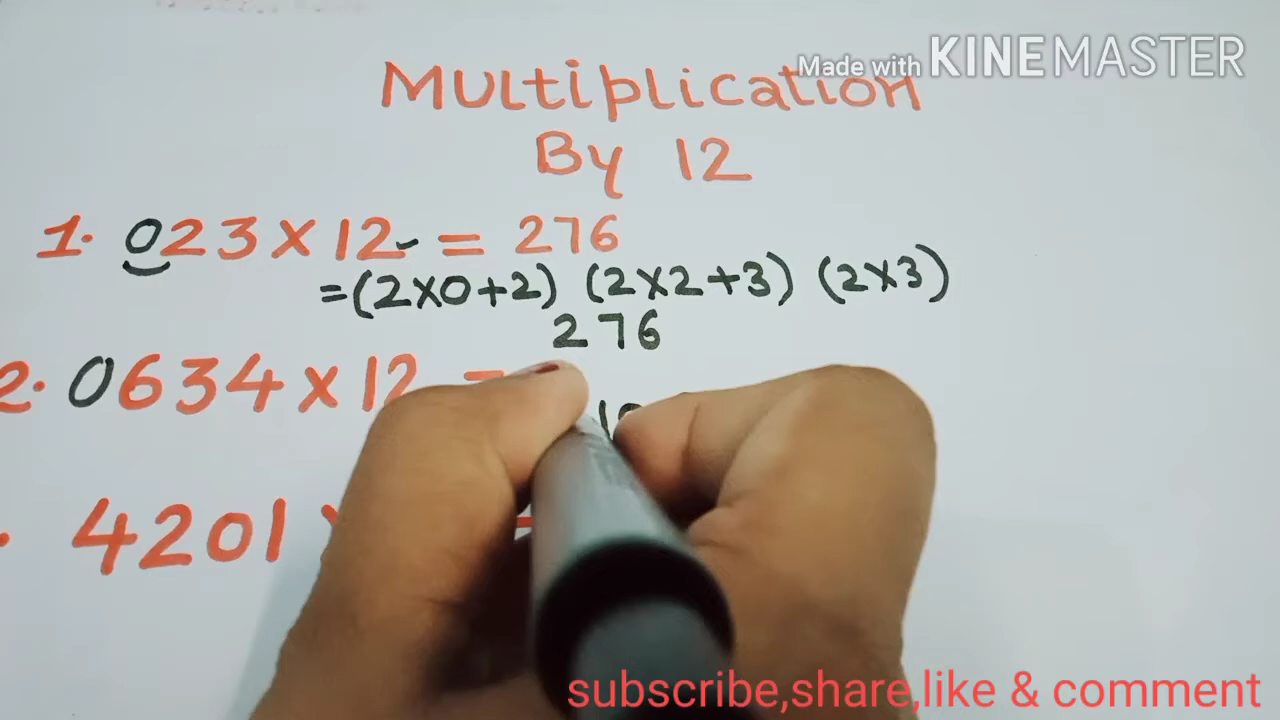 Made with KINEMASTER
Multiplication
By 12
1. 023 X 12 = 276
=(2X0+2) (2X2+3) (2X3)
276
2. 0634 X 12 =
4201
subscribe,share,like & comment